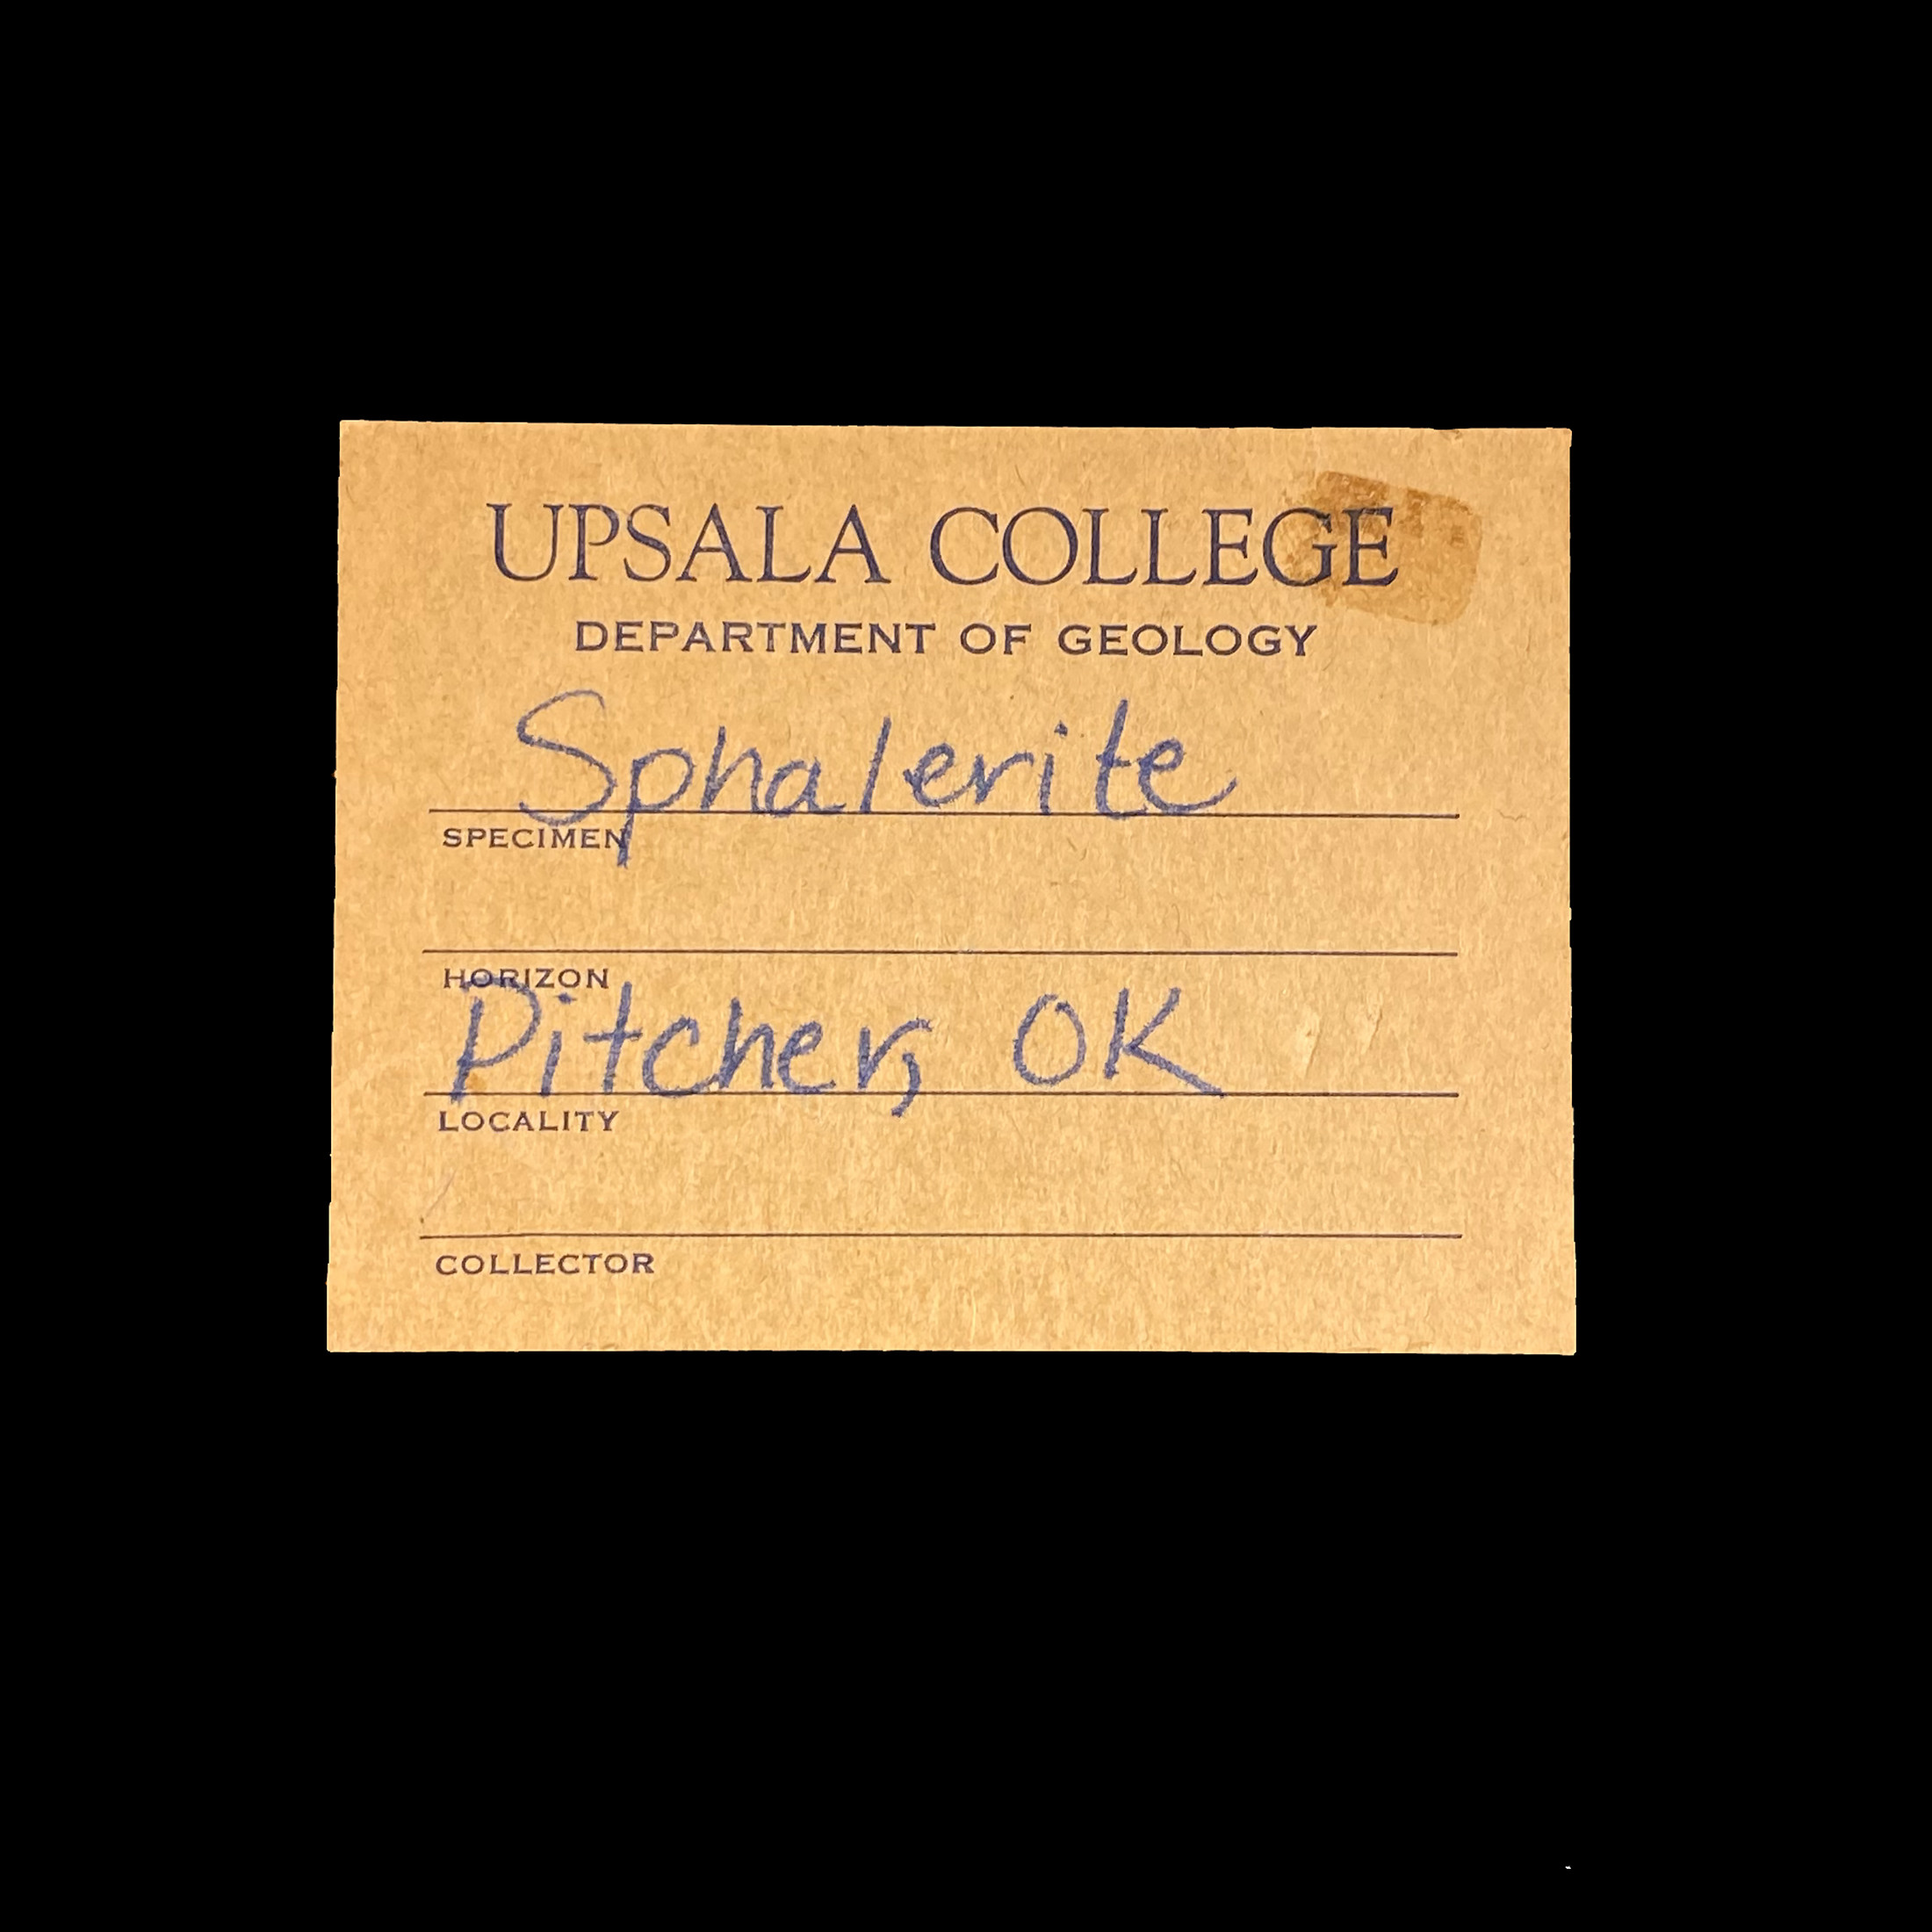 UPSALA COLLEGE
DEPARTMENT OF GEOLOGY
Sphalerite
SPECIMEN
HORIZON
Pitcher, OK
LOCALITY
COLLECTOR